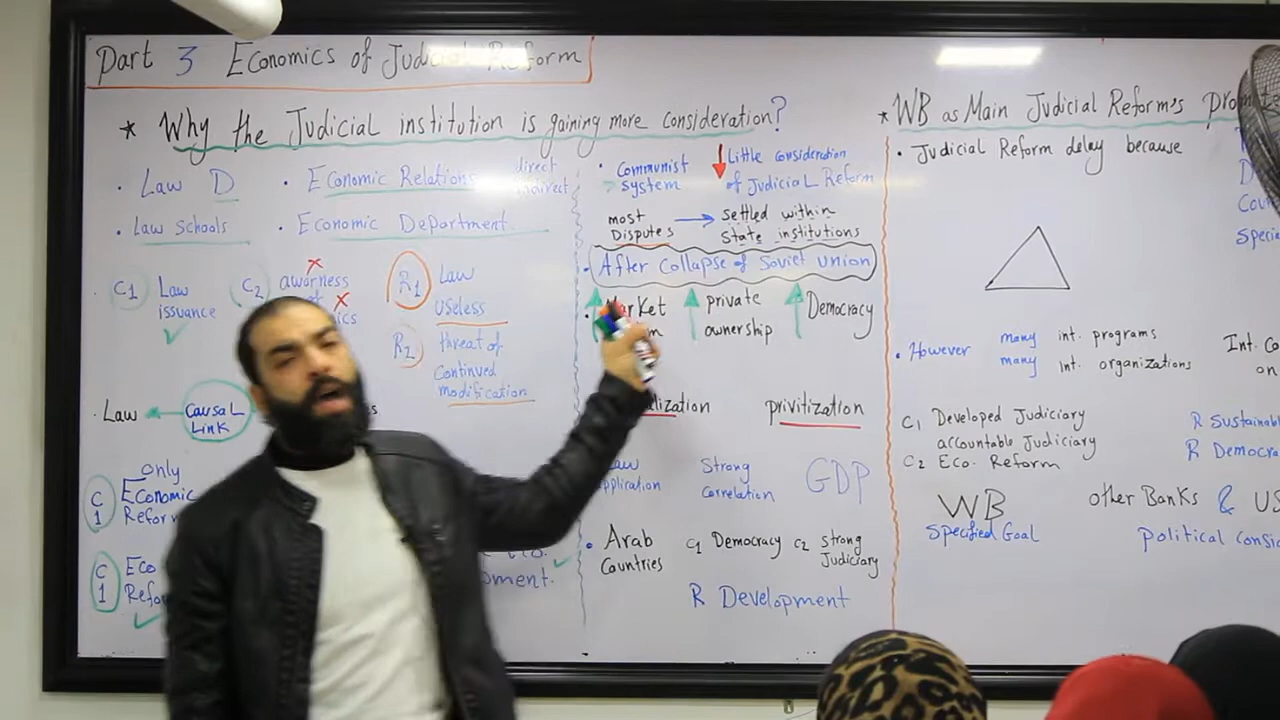 Part 3 Economics of Judicial Reform
* Why the Judicial institution is gaining more consideration?
· Law D
· Economic Relations
direct
indirect
· Law Schools
· Economic Department
· C1 Law
issuance
C2 awarness
R1 Law
useless
R2 threat of
Continued
modification
· Law
Causal
Link
C1 only
Economic
Reform
C1 Eco
· Communist
system
Little consideration
of Judicial Reform
most
Disputes
settled within
State institutions
· After Collapse of Soviet union
· Market
private
ownership
Democracy
privitization
Strong
Correlation
GDP
· Arab
Countries
C1 Democracy C2 strong
Judiciary
R Development
* WB as Main Judicial Reform's
· Judicial Reform delay because
· However
many int. programs
many int. organizations
C1 Developed Judiciary
accountable Judiciary
C2 Eco. Reform
WB
Specified Goal
other Banks &
Political